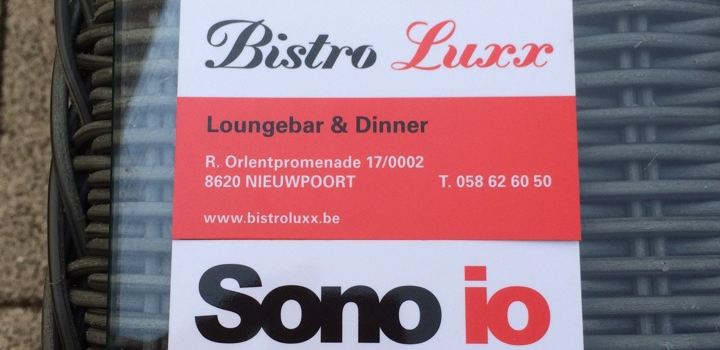 Bistro Luxx
Loungebar & Dinner
R. Orlentpromenade 17/0002
8620 NIEUWPOORT T. 058 62 60 50
www.bistroluxx.be
Sono io